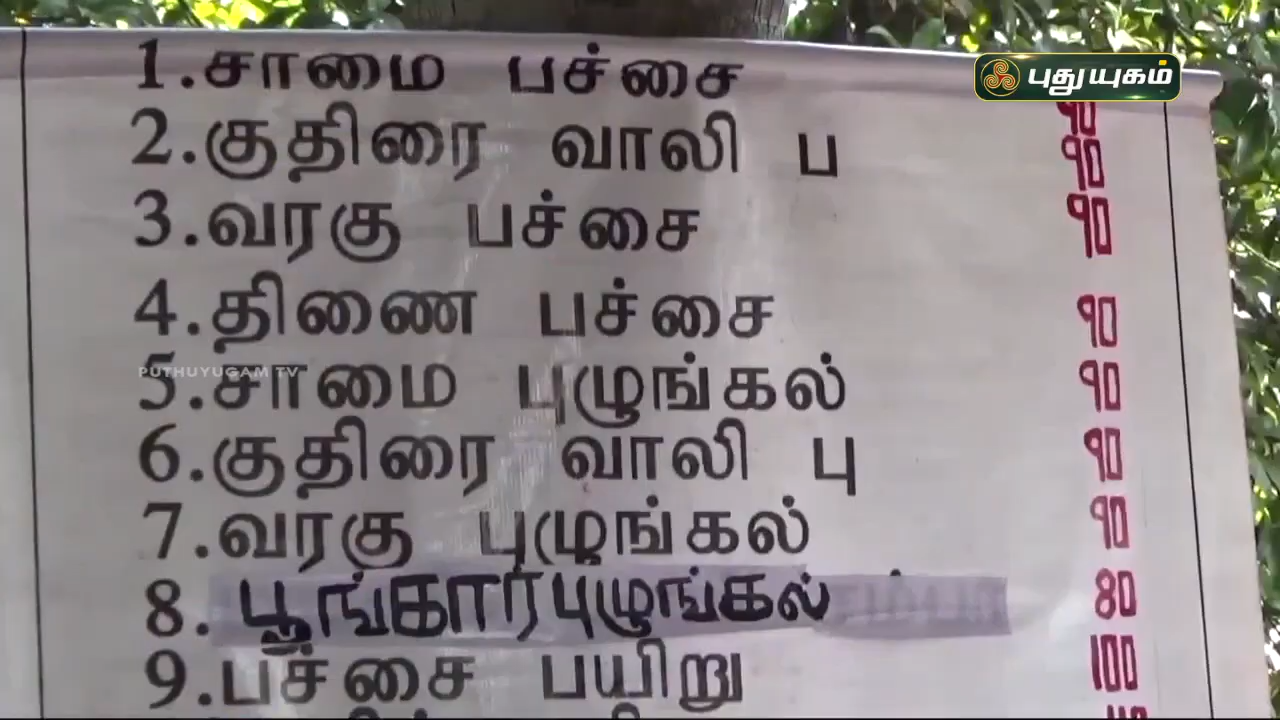 புதுயுகம்
1.சாமை பச்சை 90
2.குதிரை வாலி ப 90
3.வரகு பச்சை 90
4.திணை பச்சை 90
PUTHUYUGAM TV
5.சாமை புழுங்கல் 90
6.குதிரை வாலி பு 90
7.வரகு புழுங்கல் 90
8. பூங்கார்புழுங்கல் 80
9.பச்சை பயிறு 100